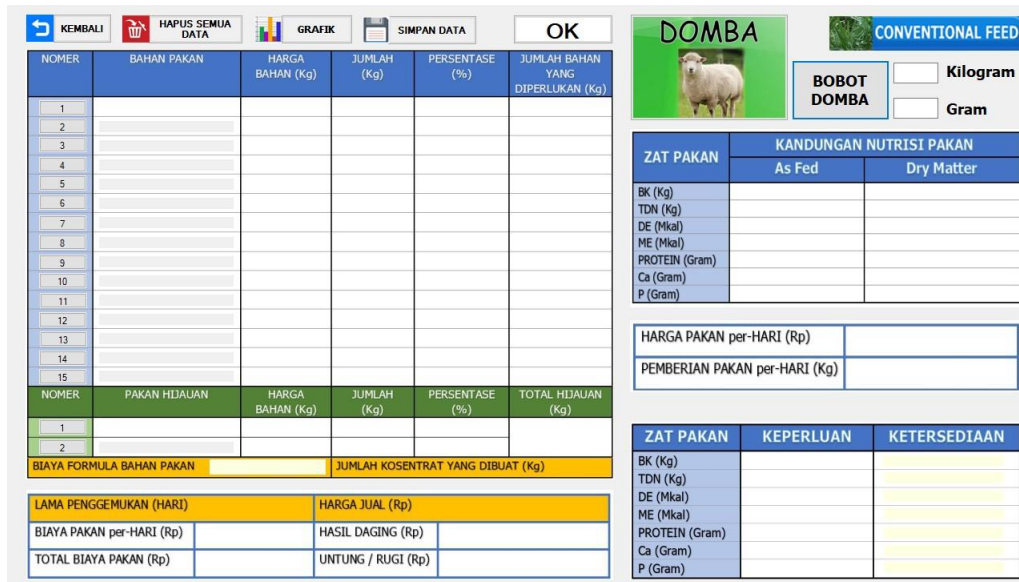 KEMBALI
HAPUS SEMUA
DATA
GRAFIK
SIMPAN DATA
OK
NOMER BAHAN PAKAN HARGA BAHAN (Kg) JUMLAH (Kg) PERSENTASE (%) JUMLAH BAHAN YANG DIPERLUKAN (Kg)
1
2
3
4
5
6
7
8
9
10
11
12
13
14
15
NOMER PAKAN HIJAUAN HARGA BAHAN (Kg) JUMLAH (Kg) PERSENTASE (%) TOTAL HIJAUAN (Kg)
1
2
BIAYA FORMULA BAHAN PAKAN JUMLAH KOSENTRAT YANG DIBUAT (Kg)
LAMA PENGGEMUKAN (HARI) HARGA JUAL (Rp)
BIAYA PAKAN per-HARI (Rp) HASIL DAGING (Rp)
TOTAL BIAYA PAKAN (Rp) UNTUNG / RUGI (Rp)
DOMBA
CONVENTIONAL FEED
BOBOT
DOMBA
Kilogram
Gram
ZAT PAKAN KANDUNGAN NUTRISI PAKAN
As Fed Dry Matter
BK (Kg)
TDN (Kg)
DE (Mkal)
ME (Mkal)
PROTEIN (Gram)
Ca (Gram)
P (Gram)
HARGA PAKAN per-HARI (Rp)
PEMBERIAN PAKAN per-HARI (Kg)
ZAT PAKAN KEPERLUAN KETERSEDIAAN
BK (Kg)
TDN (Kg)
DE (Mkal)
ME (Mkal)
PROTEIN (Gram)
Ca (Gram)
P (Gram)